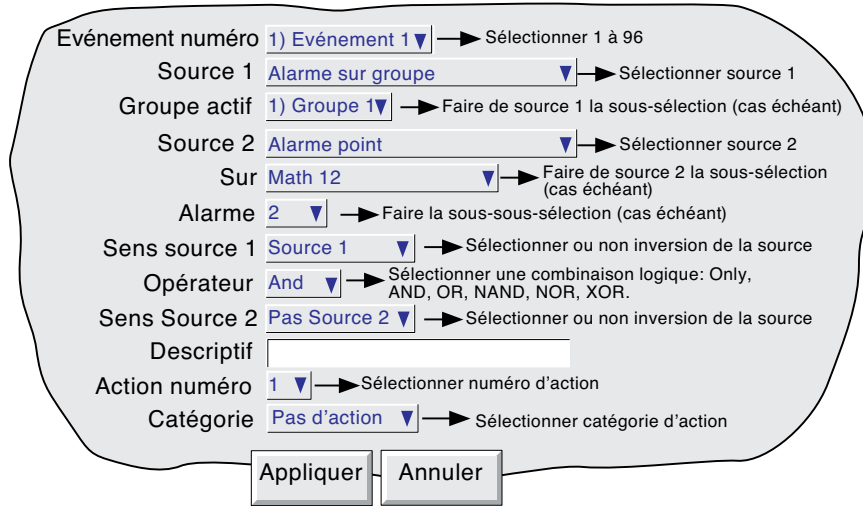 Evénement numéro 1) Evénement 1 Sélectionner 1 à 96
Source 1 Alarme sur groupe Sélectionner source 1
Groupe actif 1) Groupe 1 Faire de source 1 la sous-sélection (cas échéant)
Source 2 Alarme point Sélectionner source 2
Sur Math 12 Faire de source 2 la sous-sélection
(cas échéant)
Alarme 2 Faire la sous-sous-sélection (cas échéant)
Sens source 1 Source 1 Sélectionner ou non inversion de la source
Opérateur And Sélectionner une combinaison logique: Only,
AND, OR, NAND, NOR, XOR.
Sens Source 2 Pas Source 2 Sélectionner ou non inversion de la source
Descriptif
Action numéro 1 Sélectionner numéro d'action
Catégorie Pas d'action Sélectionner catégorie d'action
Appliquer Annuler